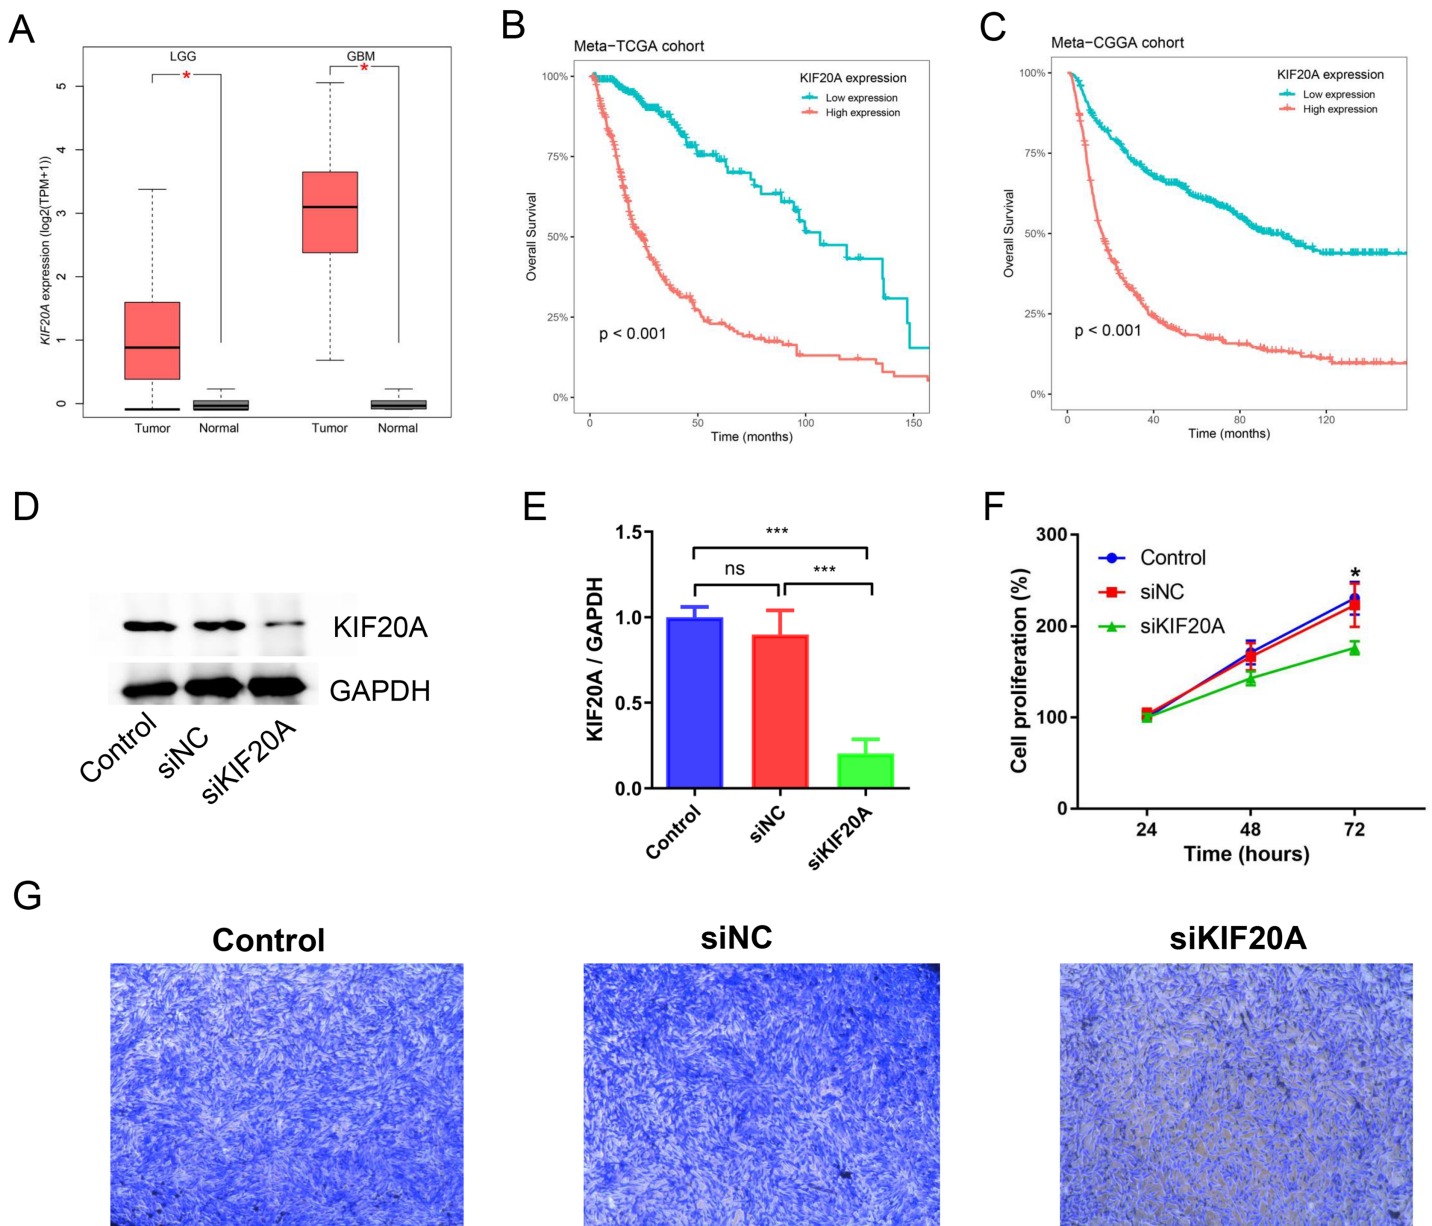 A
LGG
GBM
*
*
KIF20A expression (log2(TPM+1))
5
4
3
2
1
0
Tumor
Normal
Tumor
Normal
B
Meta−TCGA cohort
KIF20A expression
Low expression
High expression
Overall Survival
100%
75%
50%
25%
0%
p < 0.001
0
50
100
150
Time (months)
C
Meta−CGGA cohort
KIF20A expression
Low expression
High expression
Overall Survival
100%
75%
50%
25%
0%
p < 0.001
0
40
80
120
Time (months)
D
KIF20A
GAPDH
Control
siNC
siKIF20A
E
KIF20A / GAPDH
1.5
1.0
0.5
0.0
***
ns
***
Control
siNC
siKIF20A
F
Cell proliferation (%)
300
200
100
0
Control
siNC
siKIF20A
*
24
48
72
Time (hours)
G
Control
siNC
siKIF20A